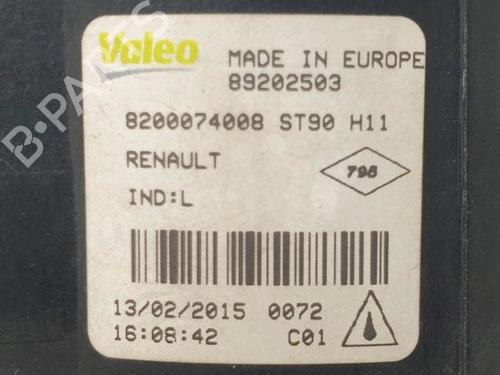 Valeo MADE IN EUROPE
89202503
8200074008 ST90 H11
RENAULT 798
IND:L
13/02/2015 0072
16:08:42 C01
B-PARTS